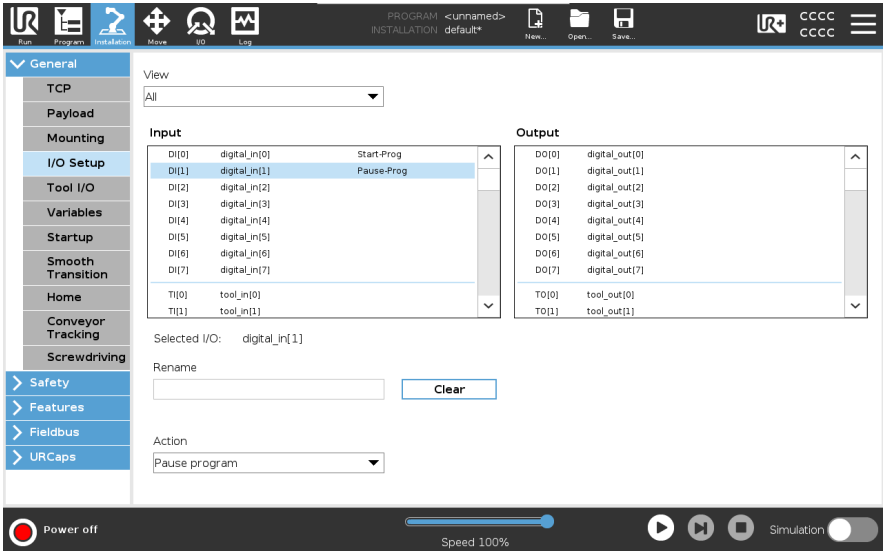 PROGRAM <unnamed>
INSTALLATION default*
UR
Run
Program
Installation
Move
I/O
Log
New...
Open...
Save...
UR+
CCCC
CCCC
General
TCP
Payload
Mounting
I/O Setup
Tool I/O
Variables
Startup
Smooth
Transition
Home
Conveyor
Tracking
Screwdriving
Safety
Features
Fieldbus
URCaps
View
All
Input
DI[0] digital_in[0] Start-Prog
DI[1] digital_in[1] Pause-Prog
DI[2] digital_in[2]
DI[3] digital_in[3]
DI[4] digital_in[4]
DI[5] digital_in[5]
DI[6] digital_in[6]
DI[7] digital_in[7]
TI[0] tool_in[0]
TI[1] tool_in[1]
Output
DO[0] digital_out[0]
DO[1] digital_out[1]
DO[2] digital_out[2]
DO[3] digital_out[3]
DO[4] digital_out[4]
DO[5] digital_out[5]
DO[6] digital_out[6]
DO[7] digital_out[7]
TO[0] tool_out[0]
TO[1] tool_out[1]
Selected I/O: digital_in[1]
Rename
Clear
Action
Pause program
Power off
Speed 100%
Simulation